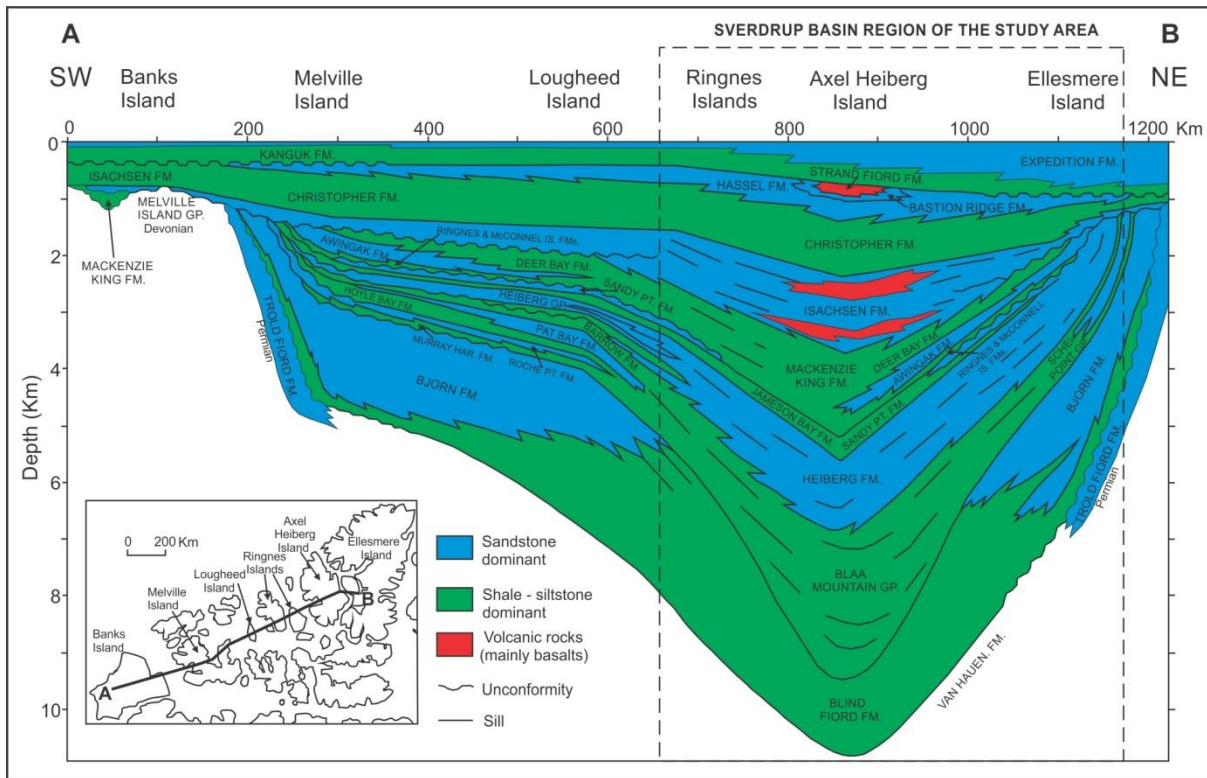 SVERDRUP BASIN REGION OF THE STUDY AREA
A
B
SW
NE
Banks
Island
Melville
Island
Lougheed
Island
Ringnes
Islands
Axel Heiberg
Island
Ellesmere
Island
0
200
400
600
800
1000
1200
Km
Depth (Km)
0
2
4
6
8
10
KANGUK FM.
EXPEDITION FM.
ISACHSEN FM.
STRAND FIORD FM.
HASSEL FM.
BASTION RIDGE FM.
MELVILLE
ISLAND GP.
Devonian
CHRISTOPHER FM.
CHRISTOPHER FM.
MACKENZIE
KING FM.
RINGNES & McCONNEL IS. FMs.
AWINGAK FM.
DEER BAY FM.
SANDY PT. FM.
HEIBERG GP.
HOYLE BAY FM.
PAT BAY FM.
BARROW FM.
MURRAY HAR. FM.
ROCHE PT. FM.
BJORN FM.
TROLD FIORD FM.
Permian
ISACHSEN FM.
MACKENZIE
KING FM.
DEER BAY FM.
AWINGAK FM.
RINGNES & McCONNELL
IS. FMs.
JAMESON BAY FM.
SANDY PT. FM.
SCHEI
POINT GP.
BJORN FM.
TROLD FIORD FM.
Permian
HEIBERG FM.
BLAA
MOUNTAIN GP.
BLIND
FIORD FM.
VAN HAUEN. FM.
Sandstone
dominant
Shale - siltstone
dominant
Volcanic rocks
(mainly basalts)
Unconformity
Sill
0 200 Km
Axel
Heiberg
Island
Ellesmere
Island
Ringnes
Islands
Lougheed
Island
Melville
Island
Banks
Island
A
B